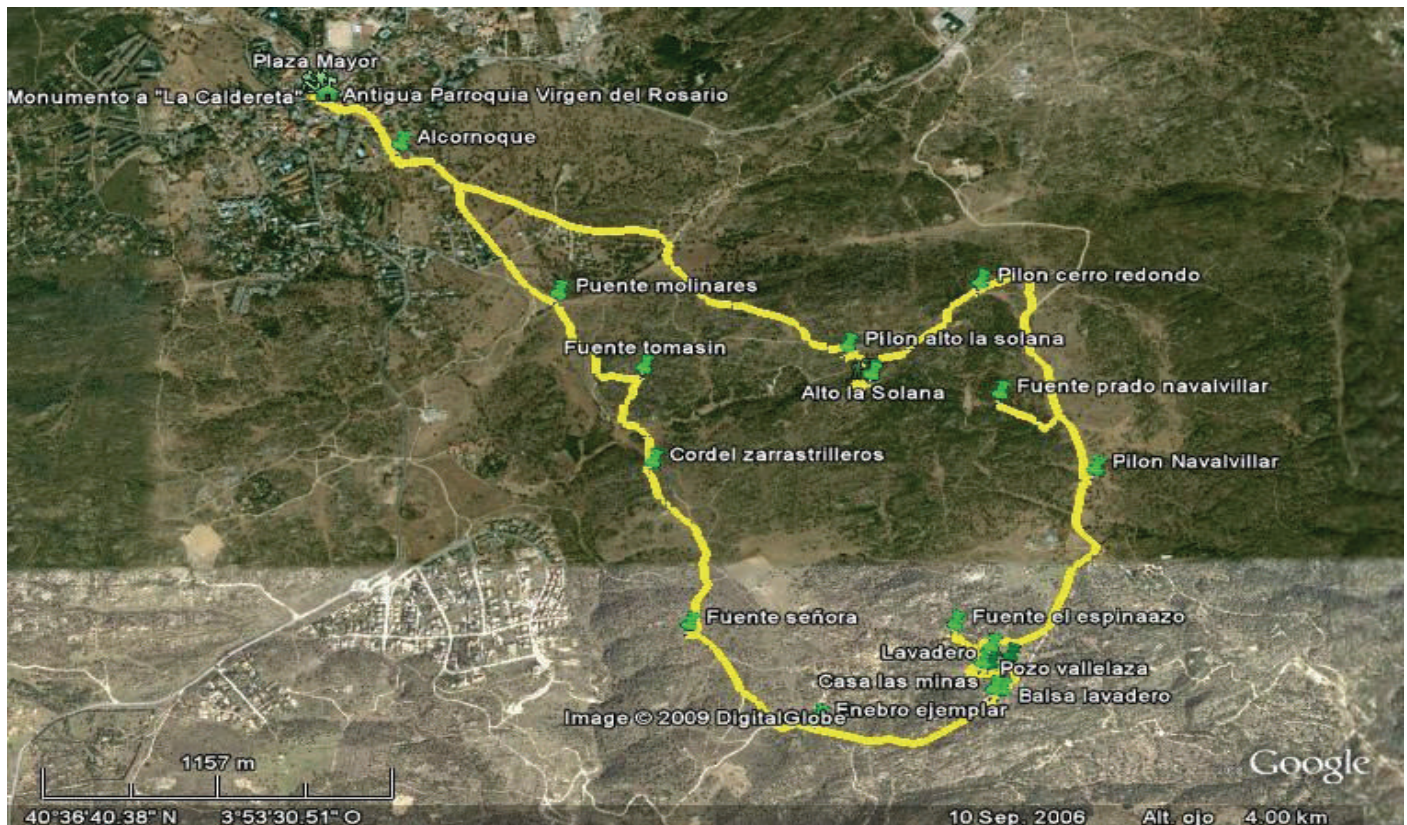 Plaza Mayor
Monumento a "La Caldereta"
Antigua Parroquia Virgen del Rosario
Alcornoque
Puente molinares
Pilon cerro redondo
Fuente tomasin
Pilon alto la solana
Alto la Solana
Fuente prado navalvillar
Cordel zarrastrilleros
Pilon Navalvillar
Fuente señora
Fuente el espinaazo
Lavadero
Pozo vallelaza
Casa las minas
Balsa lavadero
Enebro ejemplar
Image © 2009 DigitalGlobe
Google
1157 m
40°36'40.38" N 3°53'30.51" O
10 Sep. 2006 Alt. ojo 4.00 km